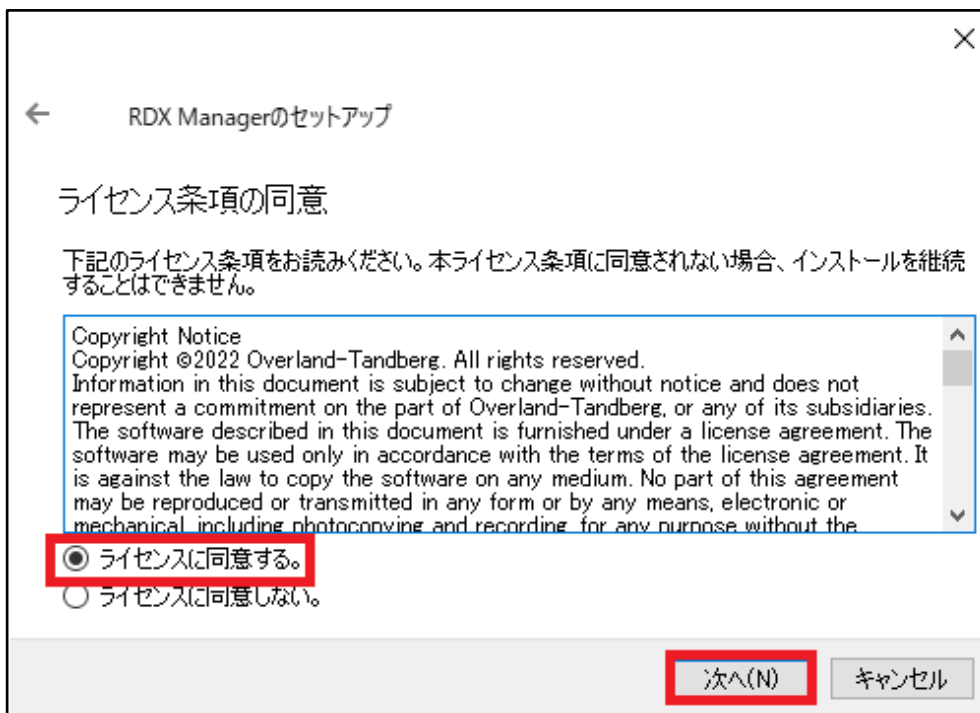 RDX Managerのセットアップ
ライセンス条項の同意
下記のライセンス条項をお読みください。本ライセンス条項に同意されない場合、インストールを継続
することはできません。
Copyright Notice
Copyright ©2022 Overland-Tandberg. All rights reserved.
Information in this document is subject to change without notice and does not
represent a commitment on the part of Overland-Tandberg, or any of its subsidiaries.
The software described in this document is furnished under a license agreement. The
software may be used only in accordance with the terms of the license agreement. It
is against the law to copy the software on any medium. No part of this agreement
may be reproduced or transmitted in any form or by any means, electronic or
mechanical, including photocopying and recording, for any purpose without the
ライセンスに同意する。
ライセンスに同意しない。
次へ(N)
キャンセル